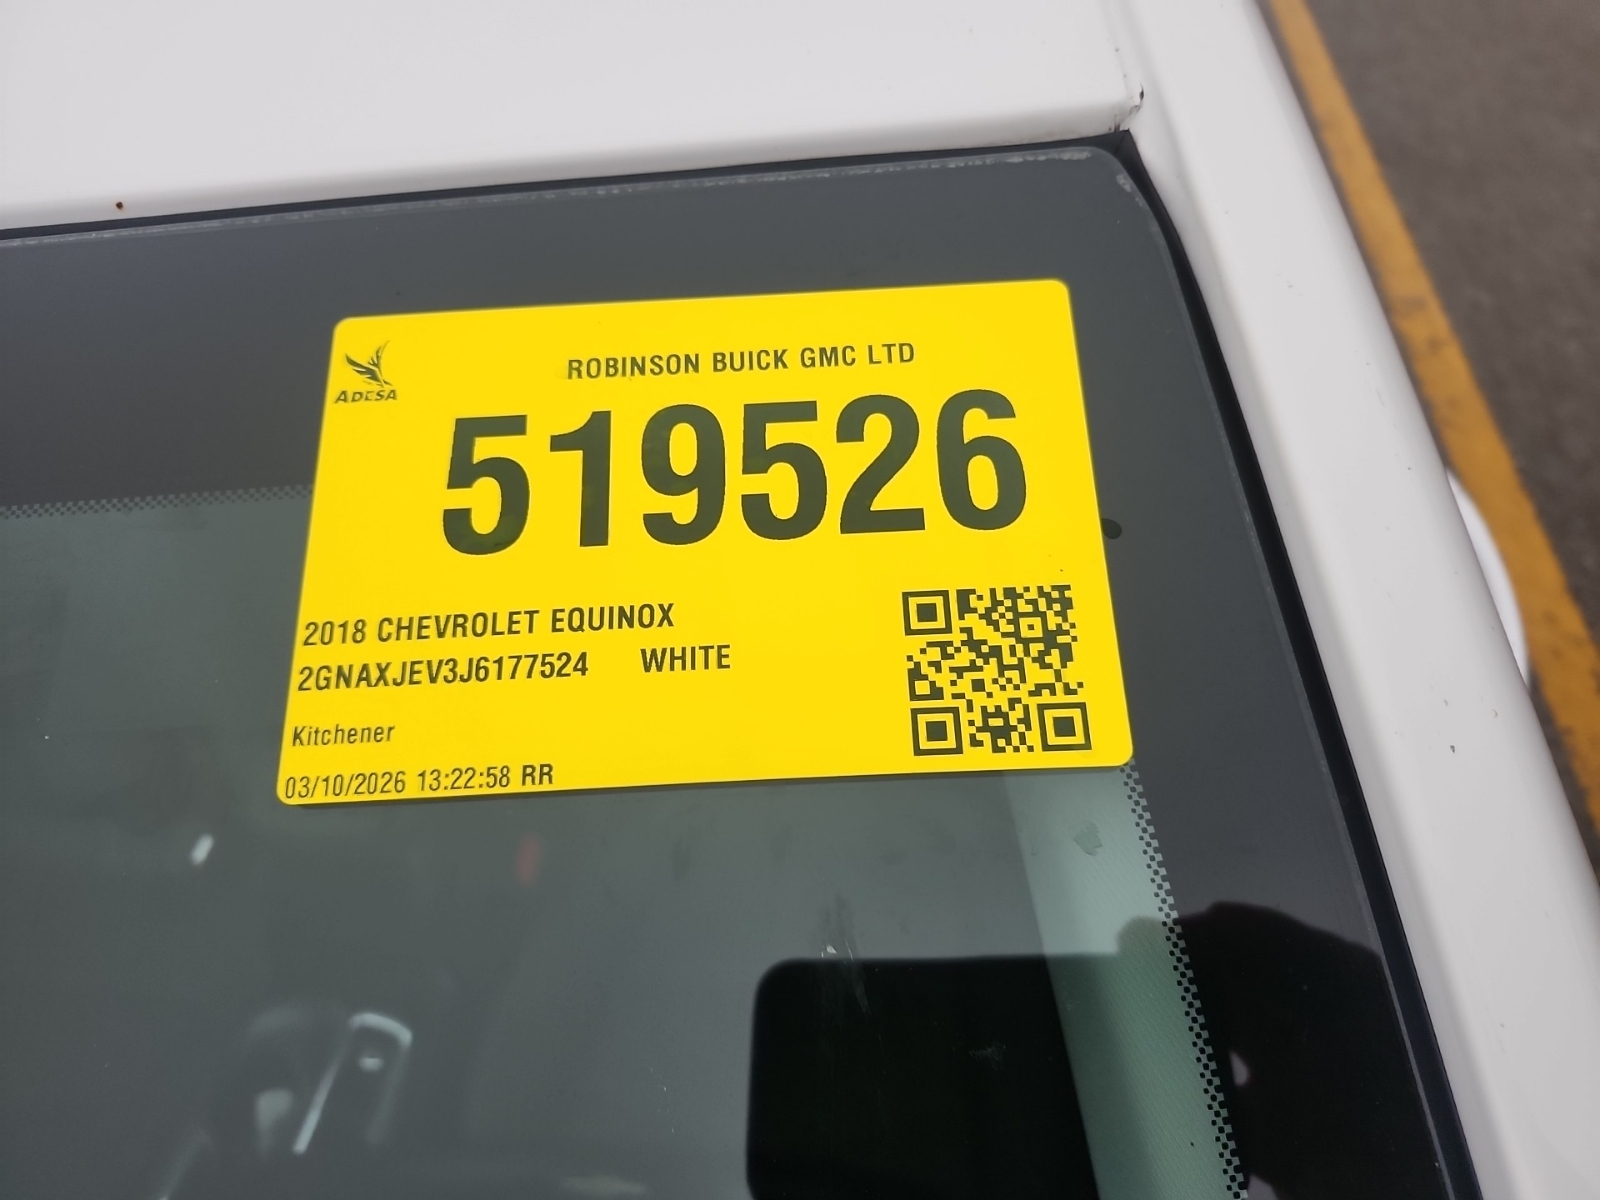 ADESA
ROBINSON BUICK GMC LTD
519526
2018 CHEVROLET EQUINOX
2GNAXJEV3J6177524 WHITE
Kitchener
03/10/2026 13:22:58 RR